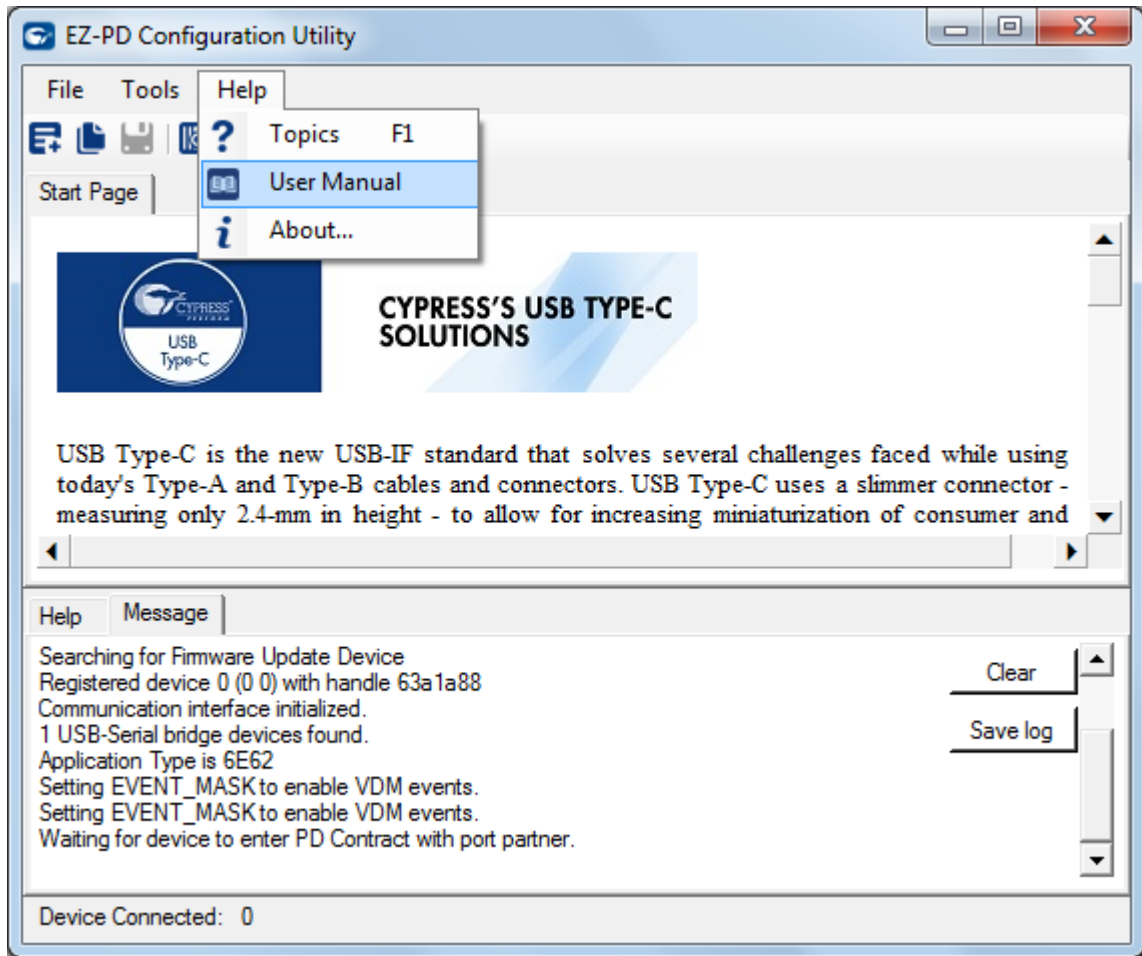 EZ-PD Configuration Utility
File Tools Help
? Topics F1
User Manual
i About...
Start Page
CYPRESS
PERFORM
USB
Type-C
CYPRESS'S USB TYPE-C
SOLUTIONS
USB Type-C is the new USB-IF standard that solves several challenges faced while using
today's Type-A and Type-B cables and connectors. USB Type-C uses a slimmer connector -
measuring only 2.4-mm in height - to allow for increasing miniaturization of consumer and
Help Message
Searching for Firmware Update Device
Registered device 0 (0 0) with handle 63a1a88
Communication interface initialized.
1 USB-Serial bridge devices found.
Application Type is 6E62
Setting EVENT_MASK to enable VDM events.
Setting EVENT_MASK to enable VDM events.
Waiting for device to enter PD Contract with port partner.
Clear
Save log
Device Connected: 0